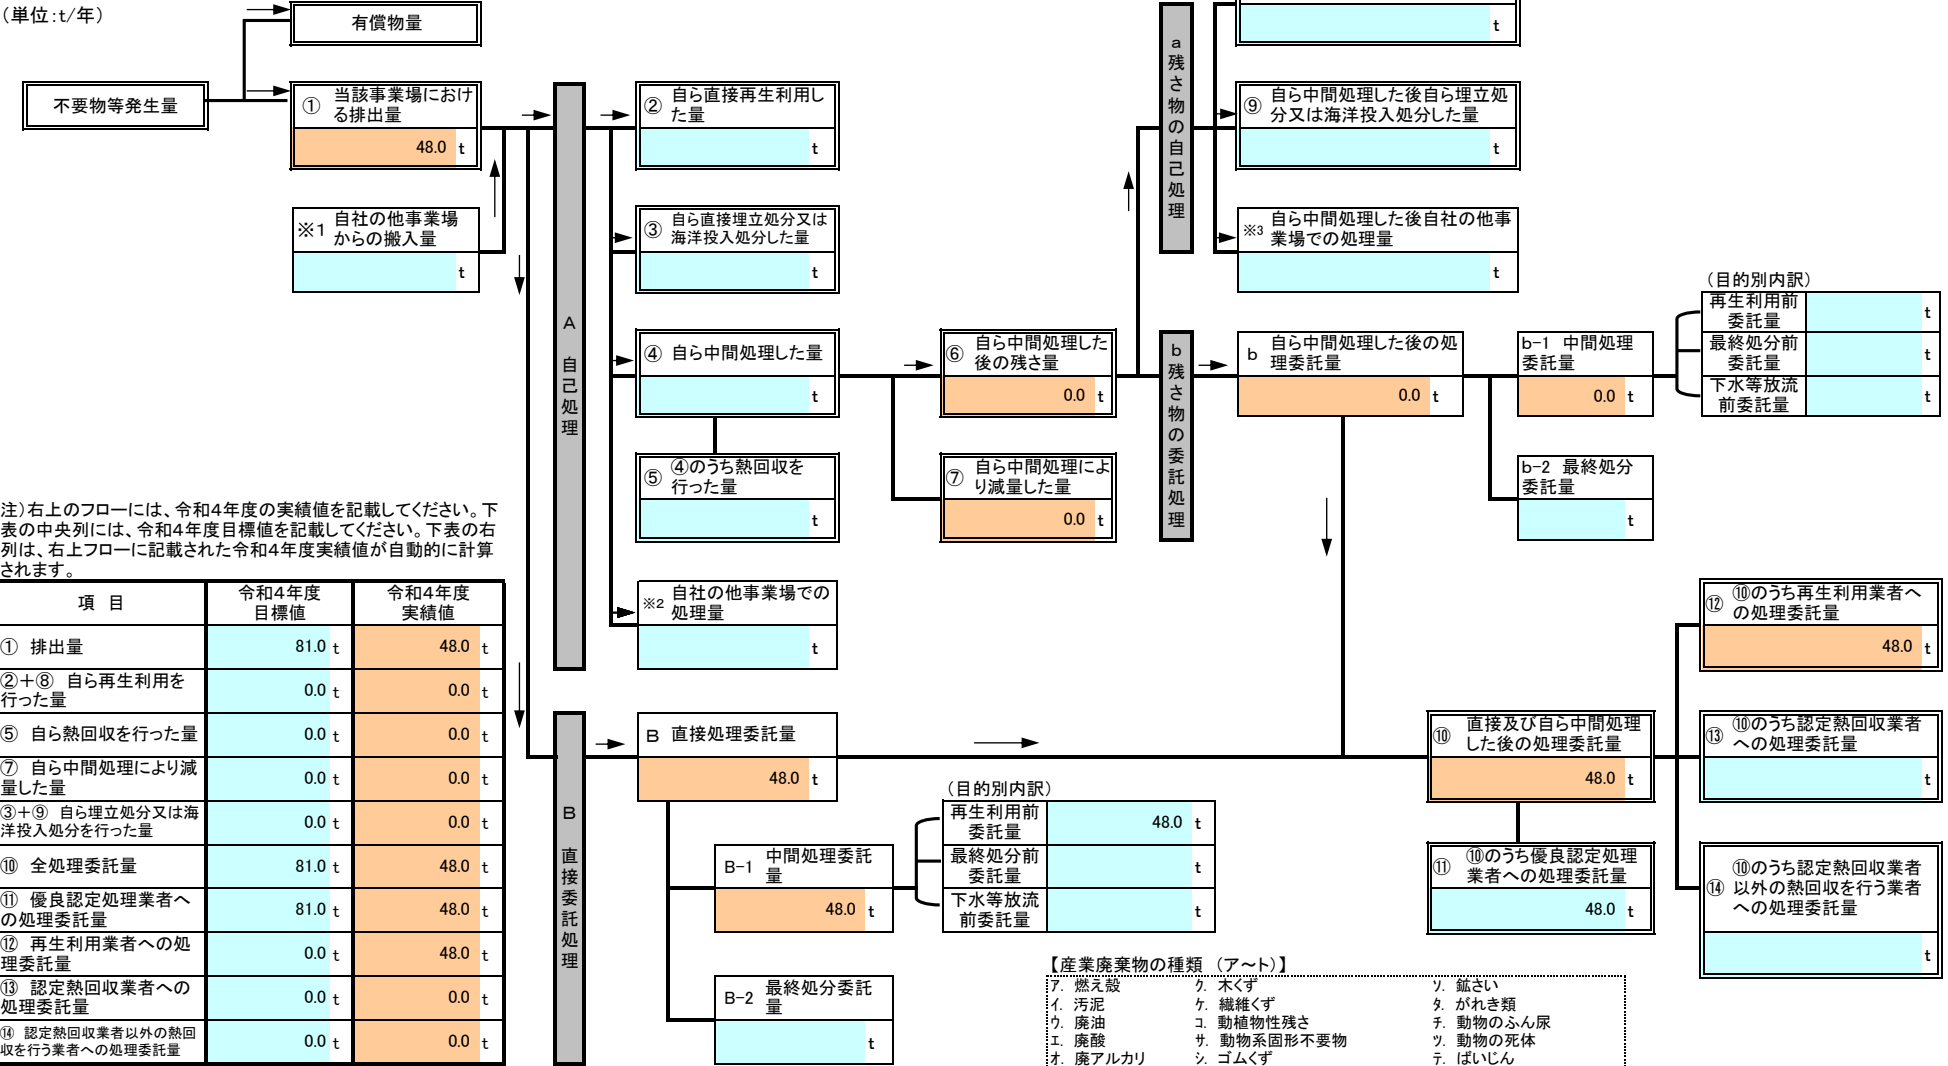 （単位：t/年）
有償物量
不要物等発生量
① 当該事業場におけ
る排出量
48.0 t
※1 自社の他事業場
からの搬入量
t
A 自己処理
② 自ら直接再生利用し
た量
t
③ 自ら直接埋立処分又は
海洋投入処分した量
t
④ 自ら中間処理した量
t
⑤ ④のうち熱回収を
行った量
t
※2 自社の他事業場での
処理量
t
⑥ 自ら中間処理した
後の残さ量
0.0 t
⑦ 自ら中間処理によ
り減量した量
0.0 t
a 残さ物の自己処理
t
⑨ 自ら中間処理した後自ら埋立処
分又は海洋投入処分した量
t
※3 自ら中間処理した後自社の他事
業場での処理量
t
b 残さ物の委託処理
b 自ら中間処理した後の処
理委託量
0.0 t
b-1 中間処理
委託量
0.0 t
b-2 最終処分
委託量
t
（目的別内訳）
再生利用前
委託量
t
最終処分前
委託量
t
下水等放流
前委託量
t
注）右上のフローには、令和4年度の実績値を記載してください。下
表の中央列には、令和4年度目標値を記載してください。下表の右
列は、右上フローに記載された令和4年度実績値が自動的に計算
されます。
項 目 令和4年度
目標値 令和4年度
実績値
① 排出量 81.0 t 48.0 t
②＋⑧ 自ら再生利用を
行った量 0.0 t 0.0 t
⑤ 自ら熱回収を行った量 0.0 t 0.0 t
⑦ 自ら中間処理により減
量した量 0.0 t 0.0 t
③＋⑨ 自ら埋立処分又は海
洋投入処分を行った量 0.0 t 0.0 t
⑩ 全処理委託量 81.0 t 48.0 t
⑪ 優良認定処理業者へ
の処理委託量 81.0 t 48.0 t
⑫ 再生利用業者への処
理委託量 0.0 t 48.0 t
⑬ 認定熱回収業者への
処理委託量 0.0 t 0.0 t
⑭ 認定熱回収業者以外の熱回
収を行う業者への処理委託量 0.0 t 0.0 t
B 直接委託処理
B 直接処理委託量
48.0 t
B-1 中間処理委託
量
48.0 t
B-2 最終処分委託
量
t
（目的別内訳）
再生利用前
委託量
48.0 t
最終処分前
委託量
t
下水等放流
前委託量
t
⑩ 直接及び自ら中間処理
した後の処理委託量
48.0 t
⑪ ⑩のうち優良認定処理
業者への処理委託量
48.0 t
⑫ ⑩のうち再生利用業者へ
の処理委託量
48.0 t
⑬ ⑩のうち認定熱回収業者
への処理委託量
t
⑭ ⑩のうち認定熱回収業者
以外の熱回収を行う業者
への処理委託量
t
【産業廃棄物の種類 （ア～ト）】
ア. 燃え殻 ク. 木くず ソ. 鉱さい
イ. 汚泥 ケ. 繊維くず タ. がれき類
ウ. 廃油 コ. 動植物性残さ チ. 動物のふん尿
エ. 廃酸 サ. 動物系固形不要物 ツ. 動物の死体
オ. 廃アルカリ シ. ゴムくず テ. ばいじん